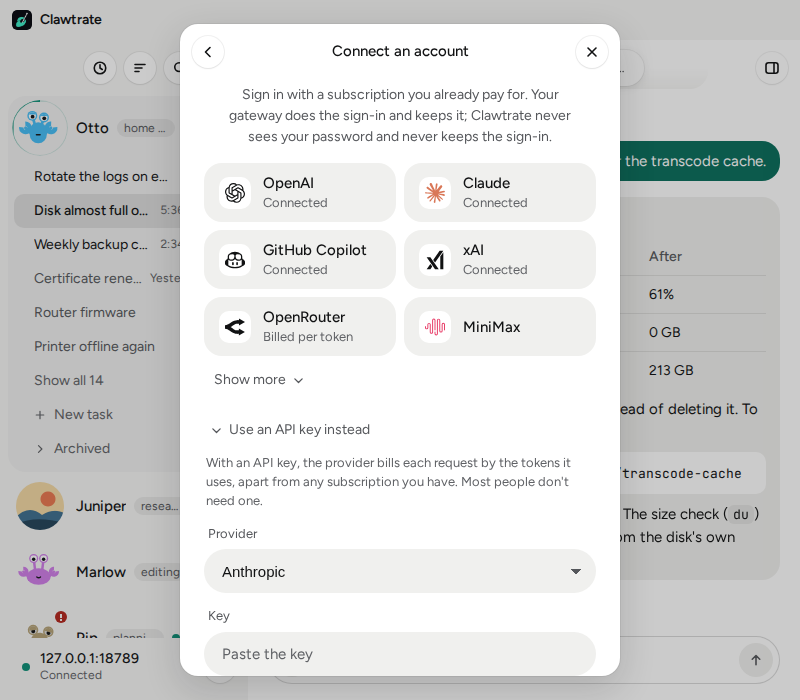 Clawtrate
Connect an account
Sign in with a subscription you already pay for. Your
gateway does the sign-in and keeps it; Clawtrate never
sees your password and never keeps the sign-in.
OpenAI
Connected
Claude
Connected
GitHub Copilot
Connected
xAI
Connected
OpenRouter
Billed per token
MiniMax
Show more
Use an API key instead
With an API key, the provider bills each request by the tokens it
uses, apart from any subscription you have. Most people don't
need one.
Provider
Anthropic
Key
Paste the key
Otto
home ...
Rotate the logs on e...
Disk almost full o...
Weekly backup c...
Certificate rene...
Router firmware
Printer offline again
Show all 14
+ New task
Archived
Juniper
resea...
Marlow
editing
127.0.0.1:18789
Connected
the transcode cache.
After
61%
0 GB
213 GB
ead of deleting it. To
transcode-cache
The size check (du)
om the disk's own